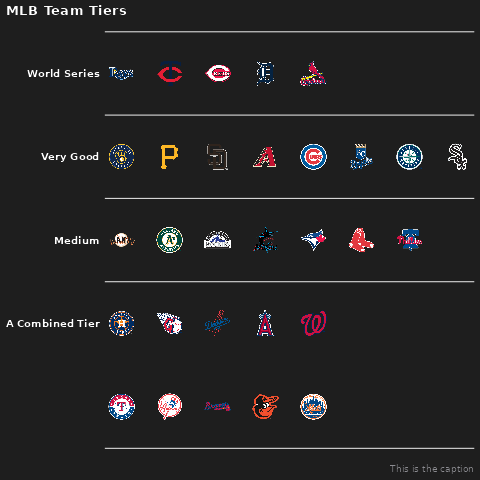 MLB Team Tiers
World Series
Very Good
Medium
A Combined Tier
This is the caption